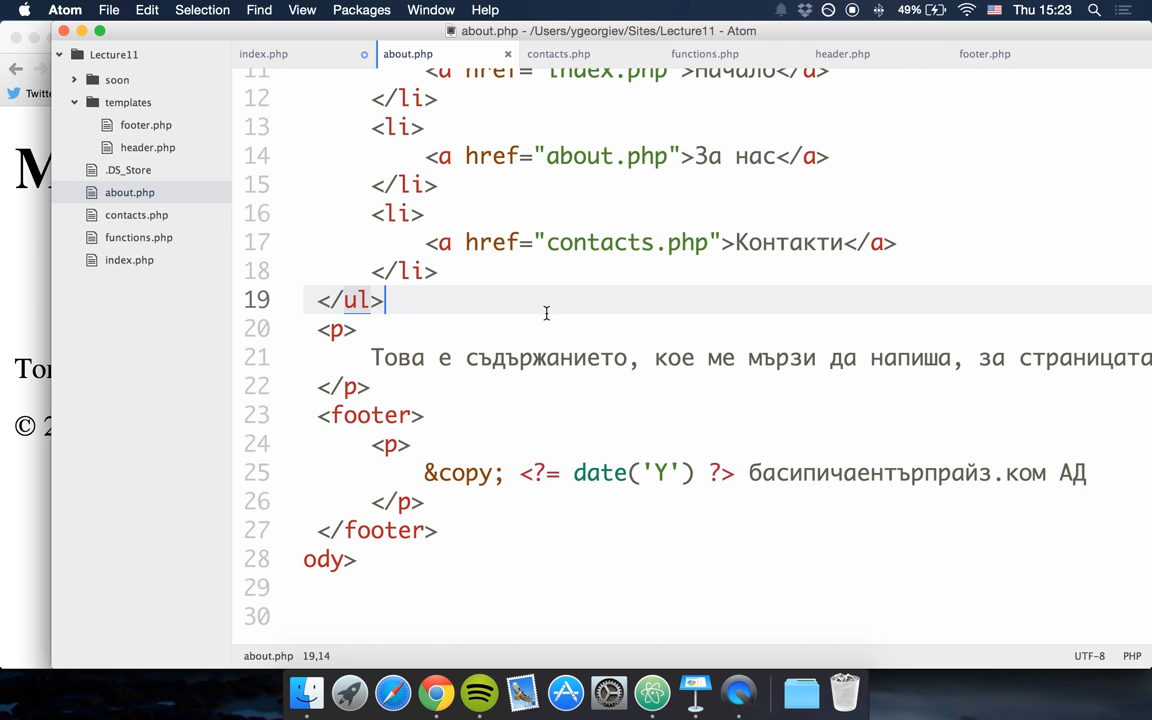 Atom File Edit Selection Find View Packages Window Help 49% Thu 15:23
about.php - /Users/ygeorgiev/Sites/Lecture11 - Atom
Lecture11
soon
templates
footer.php
header.php
.DS_Store
about.php
contacts.php
functions.php
index.php
index.php about.php contacts.php functions.php header.php footer.php
11 <a href="index.php">Начало</a>
12 </li>
13 <li>
14 <a href="about.php">За нас</a>
15 </li>
16 <li>
17 <a href="contacts.php">Контакти</a>
18 </li>
19 </ul>
20 <p>
21 Това е съдържанието, кое ме мързи да напиша, за страницата
22 </p>
23 <footer>
24 <p>
25 &copy; <?= date('Y') ?> басипичаентърпрайз.ком АД
26 </p>
27 </footer>
28 ody>
29
30
about.php 19,14 UTF-8 PHP